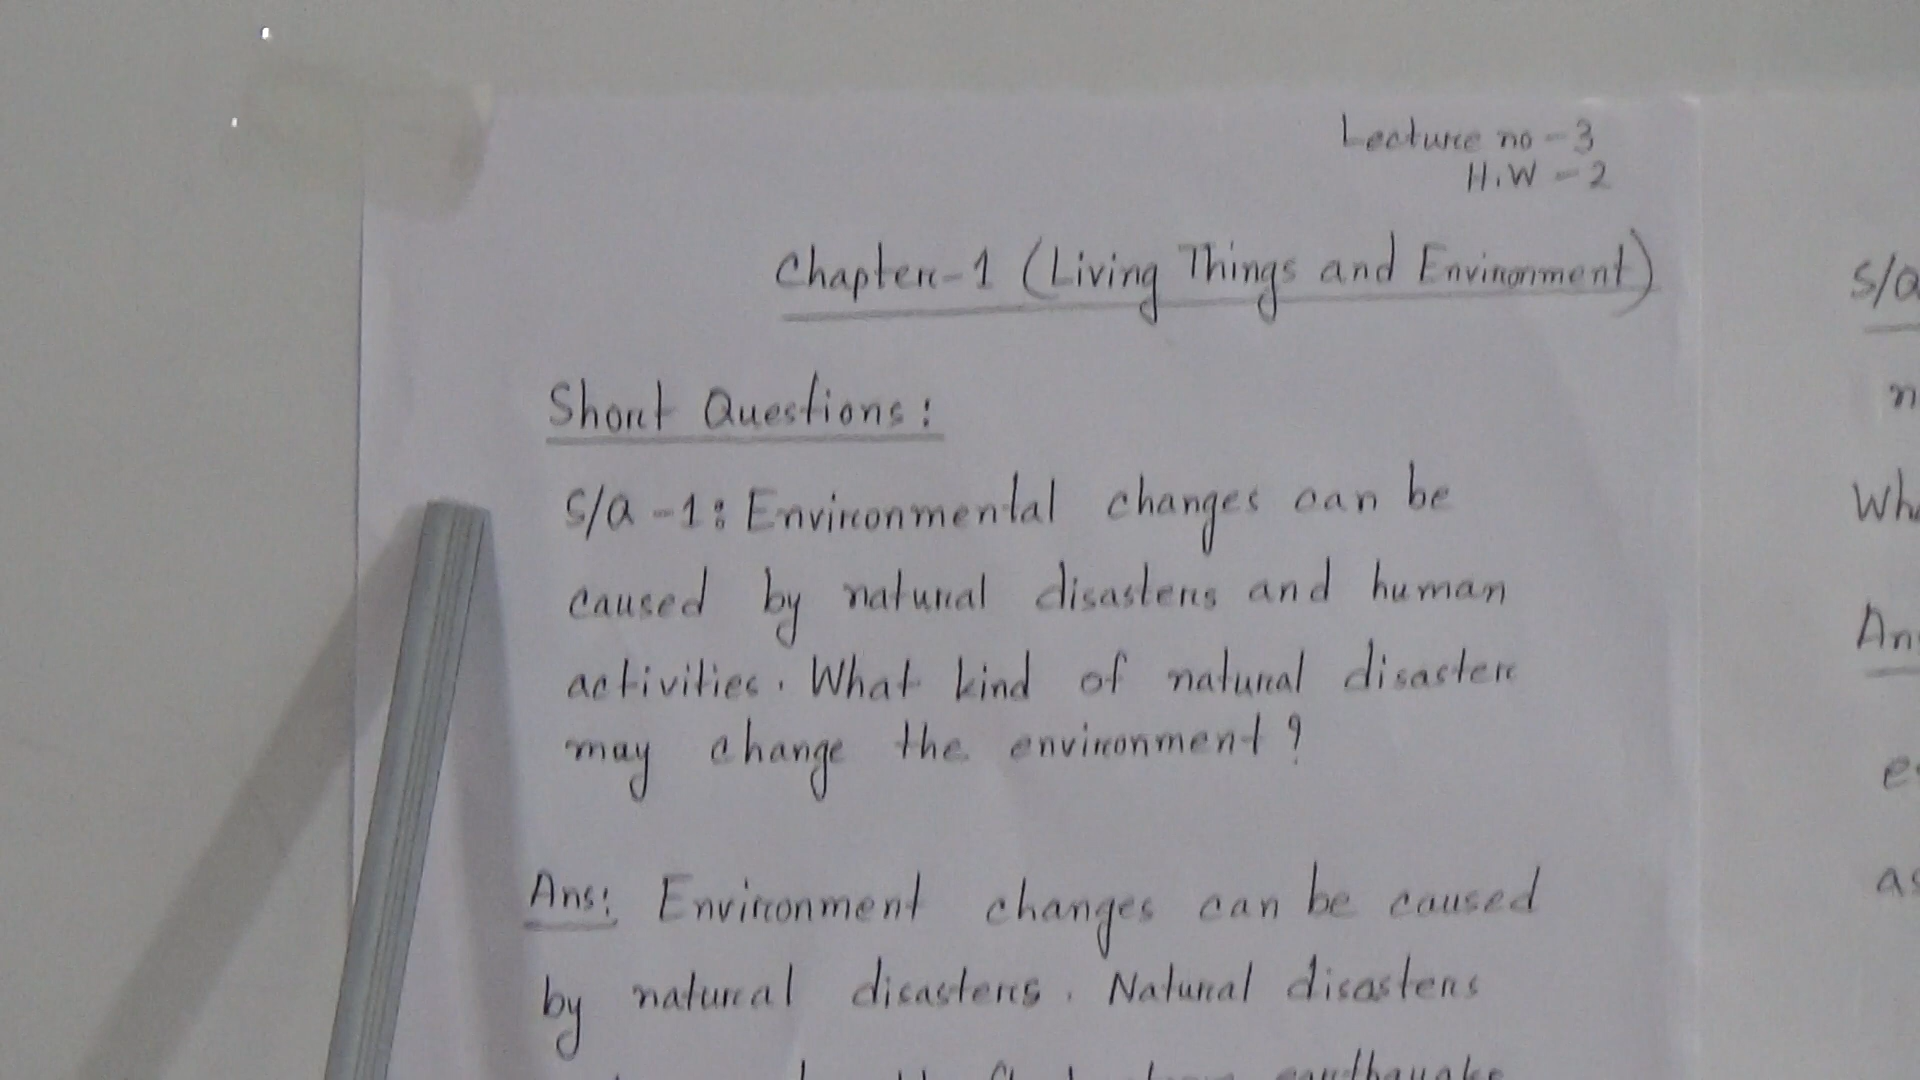 Lecture no - 3
H.W - 2
Chapter-1 (Living Things and Environment)
Short Questions:
S/Q -1: Environmental changes can be
caused by natural disasters and human
activities. What kind of natural disaster
may change the environment?
Ans: Environment changes can be caused
by natural disasters. Natural disasters
earthquake
S/Q
Ans